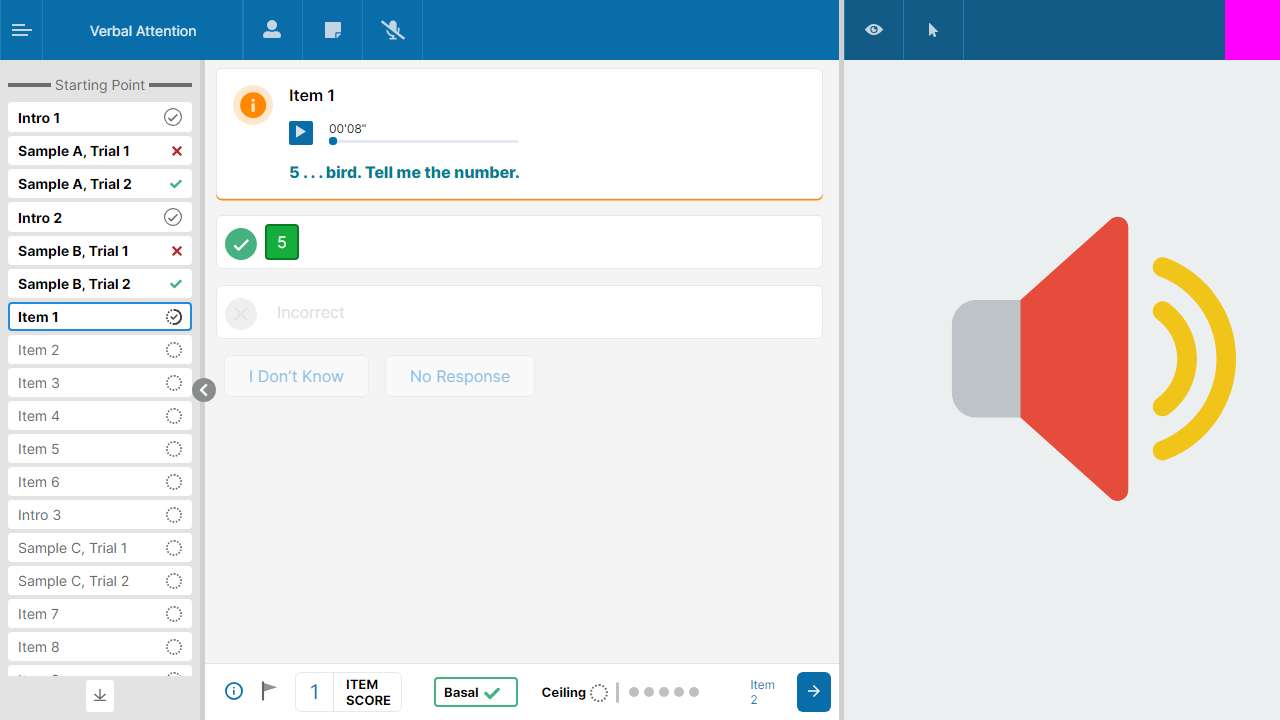 Verbal Attention
Starting Point
Intro 1
Sample A, Trial 1
Sample A, Trial 2
Intro 2
Sample B, Trial 1
Sample B, Trial 2
Item 1
Item 2
Item 3
Item 4
Item 5
Item 6
Intro 3
Sample C, Trial 1
Sample C, Trial 2
Item 7
Item 8
Item 1
00'08"
5 . . . bird. Tell me the number.
5
Incorrect
I Don't Know
No Response
1
ITEM
SCORE
Basal
Ceiling
Item
2